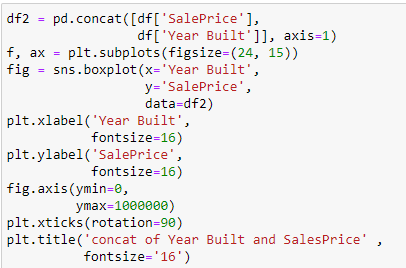 df2 = pd.concat([df['SalePrice'],
df['Year Built']], axis=1)
f, ax = plt.subplots(figsize=(24, 15))
fig = sns.boxplot(x='Year Built',
y='SalePrice',
data=df2)
plt.xlabel('Year Built',
fontsize=16)
plt.ylabel('SalePrice',
fontsize=16)
fig.axis(ymin=0,
ymax=1000000)
plt.xticks(rotation=90)
plt.title('concat of Year Built and SalesPrice' ,
fontsize='16')